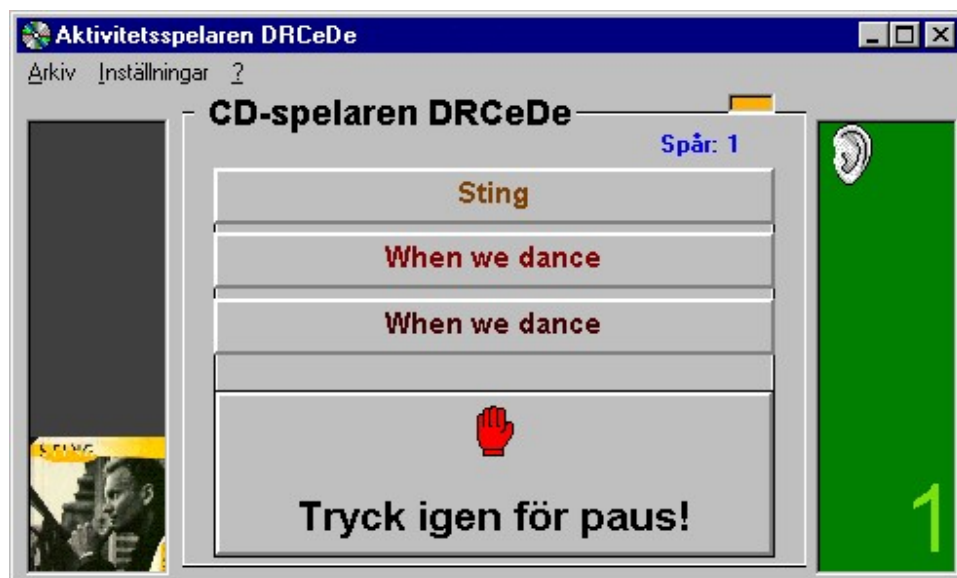 Aktivitetsspelaren DRCeDe
Arkiv Inställningar ?
CD-spelaren DRCeDe
Spår: 1
Sting
When we dance
When we dance
STING
Tryck igen för paus!
1